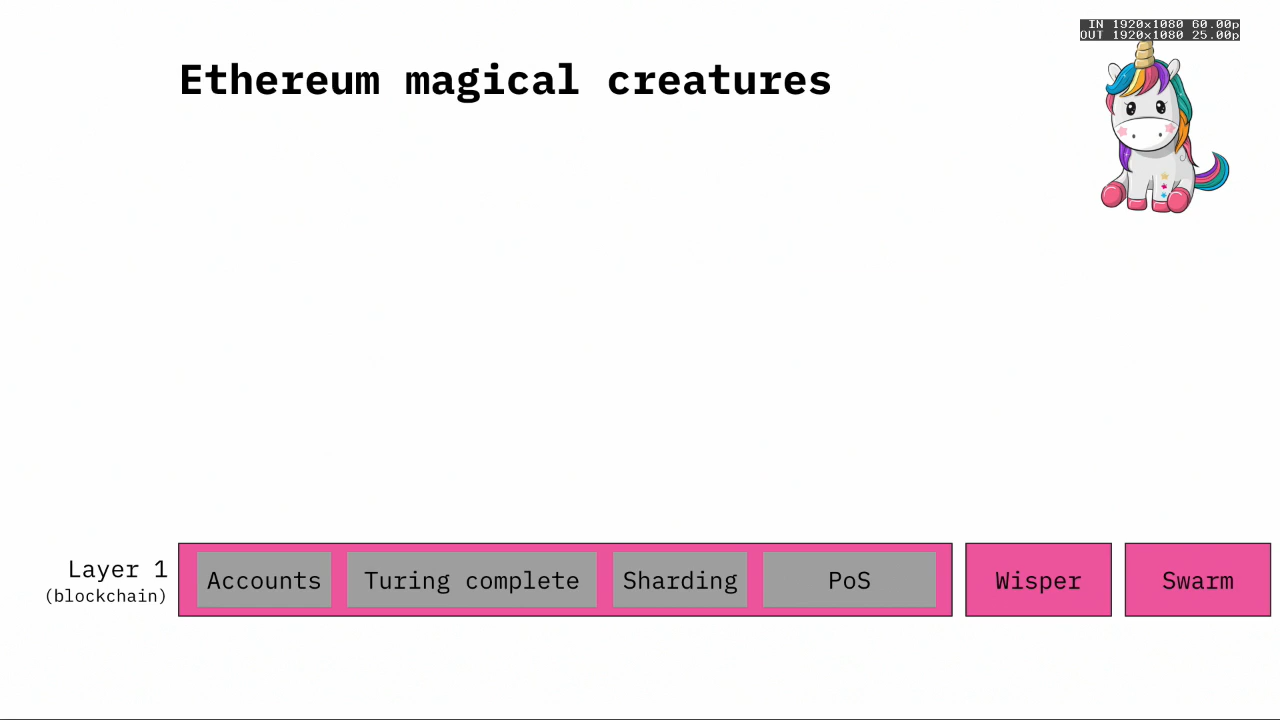 IN 1920x1080 60.00p
OUT 1920x1080 25.00p
Ethereum magical creatures
Layer 1
(blockchain)
Accounts
Turing complete
Sharding
PoS
Wisper
Swarm